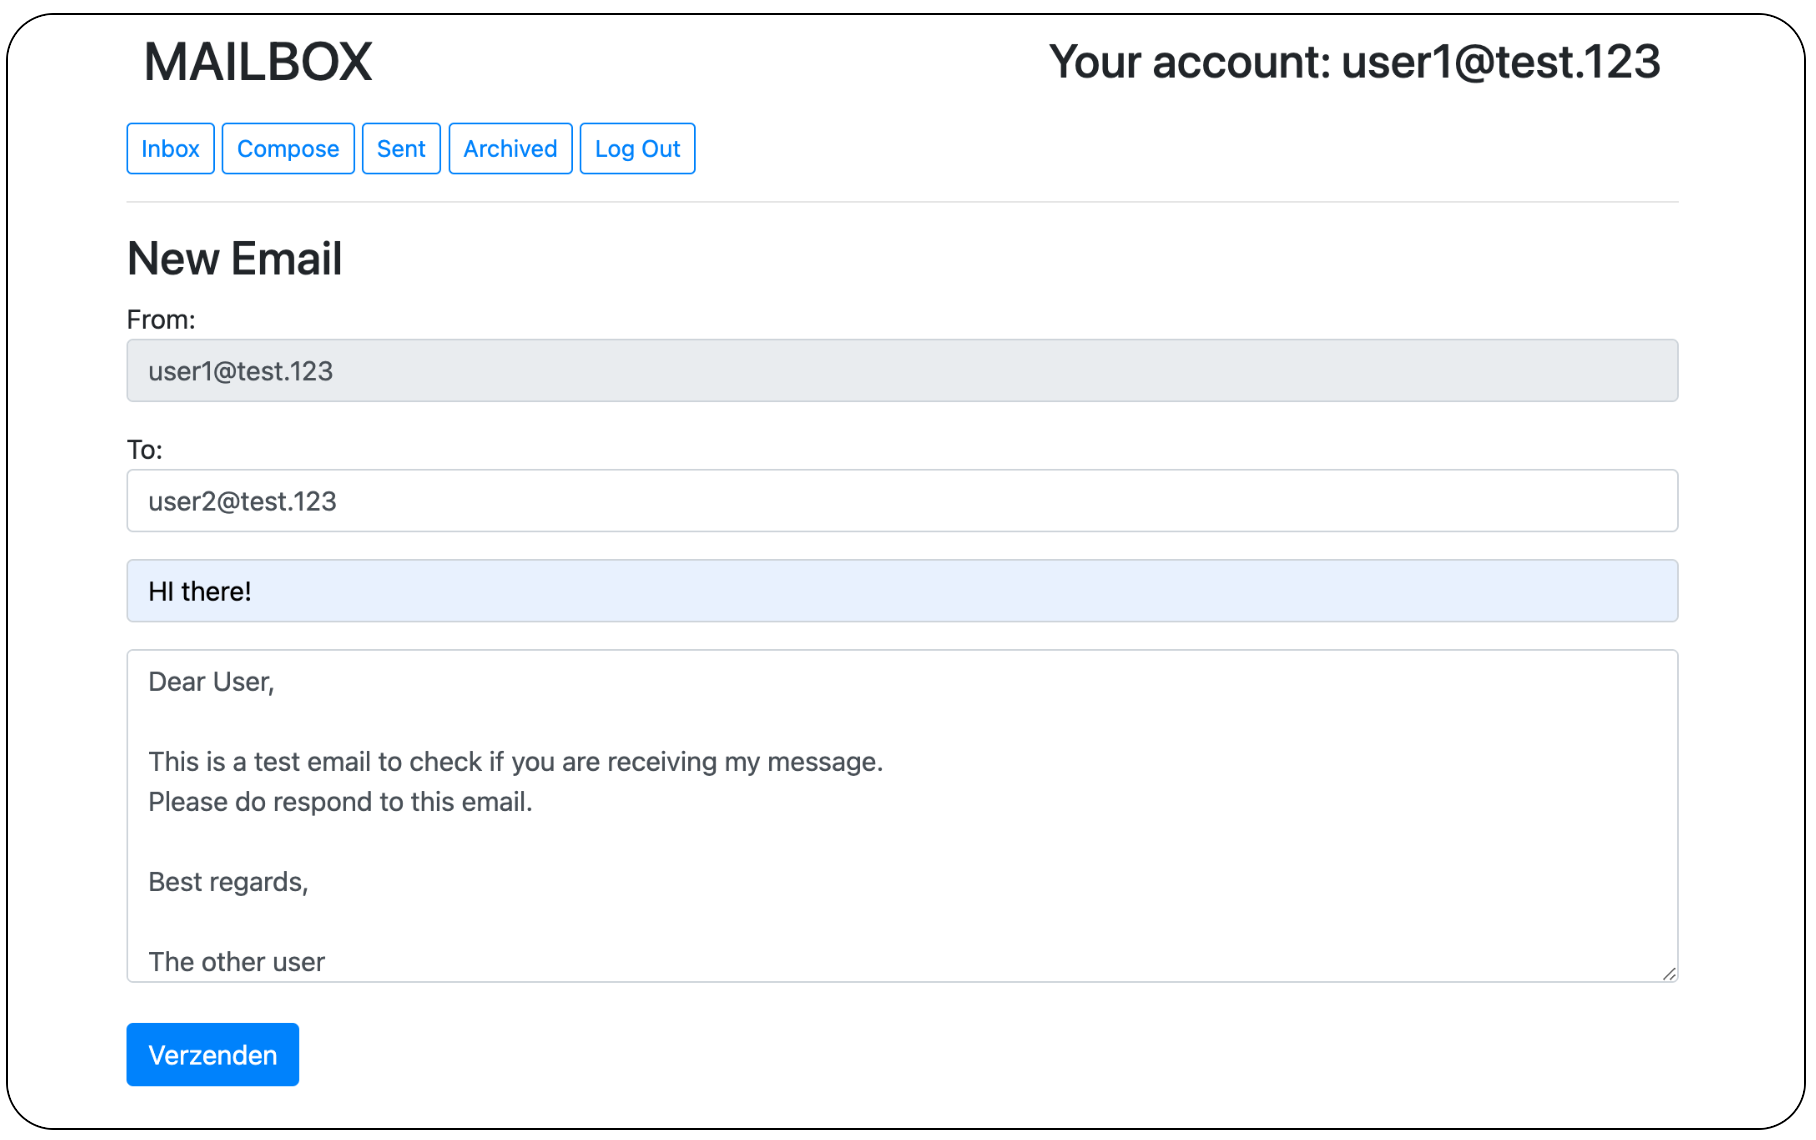 MAILBOX
Your account: user1@test.123
Inbox Compose Sent Archived Log Out
New Email
From:
user1@test.123
To:
user2@test.123
HI there!
Dear User,
This is a test email to check if you are receiving my message.
Please do respond to this email.
Best regards,
The other user
Verzenden